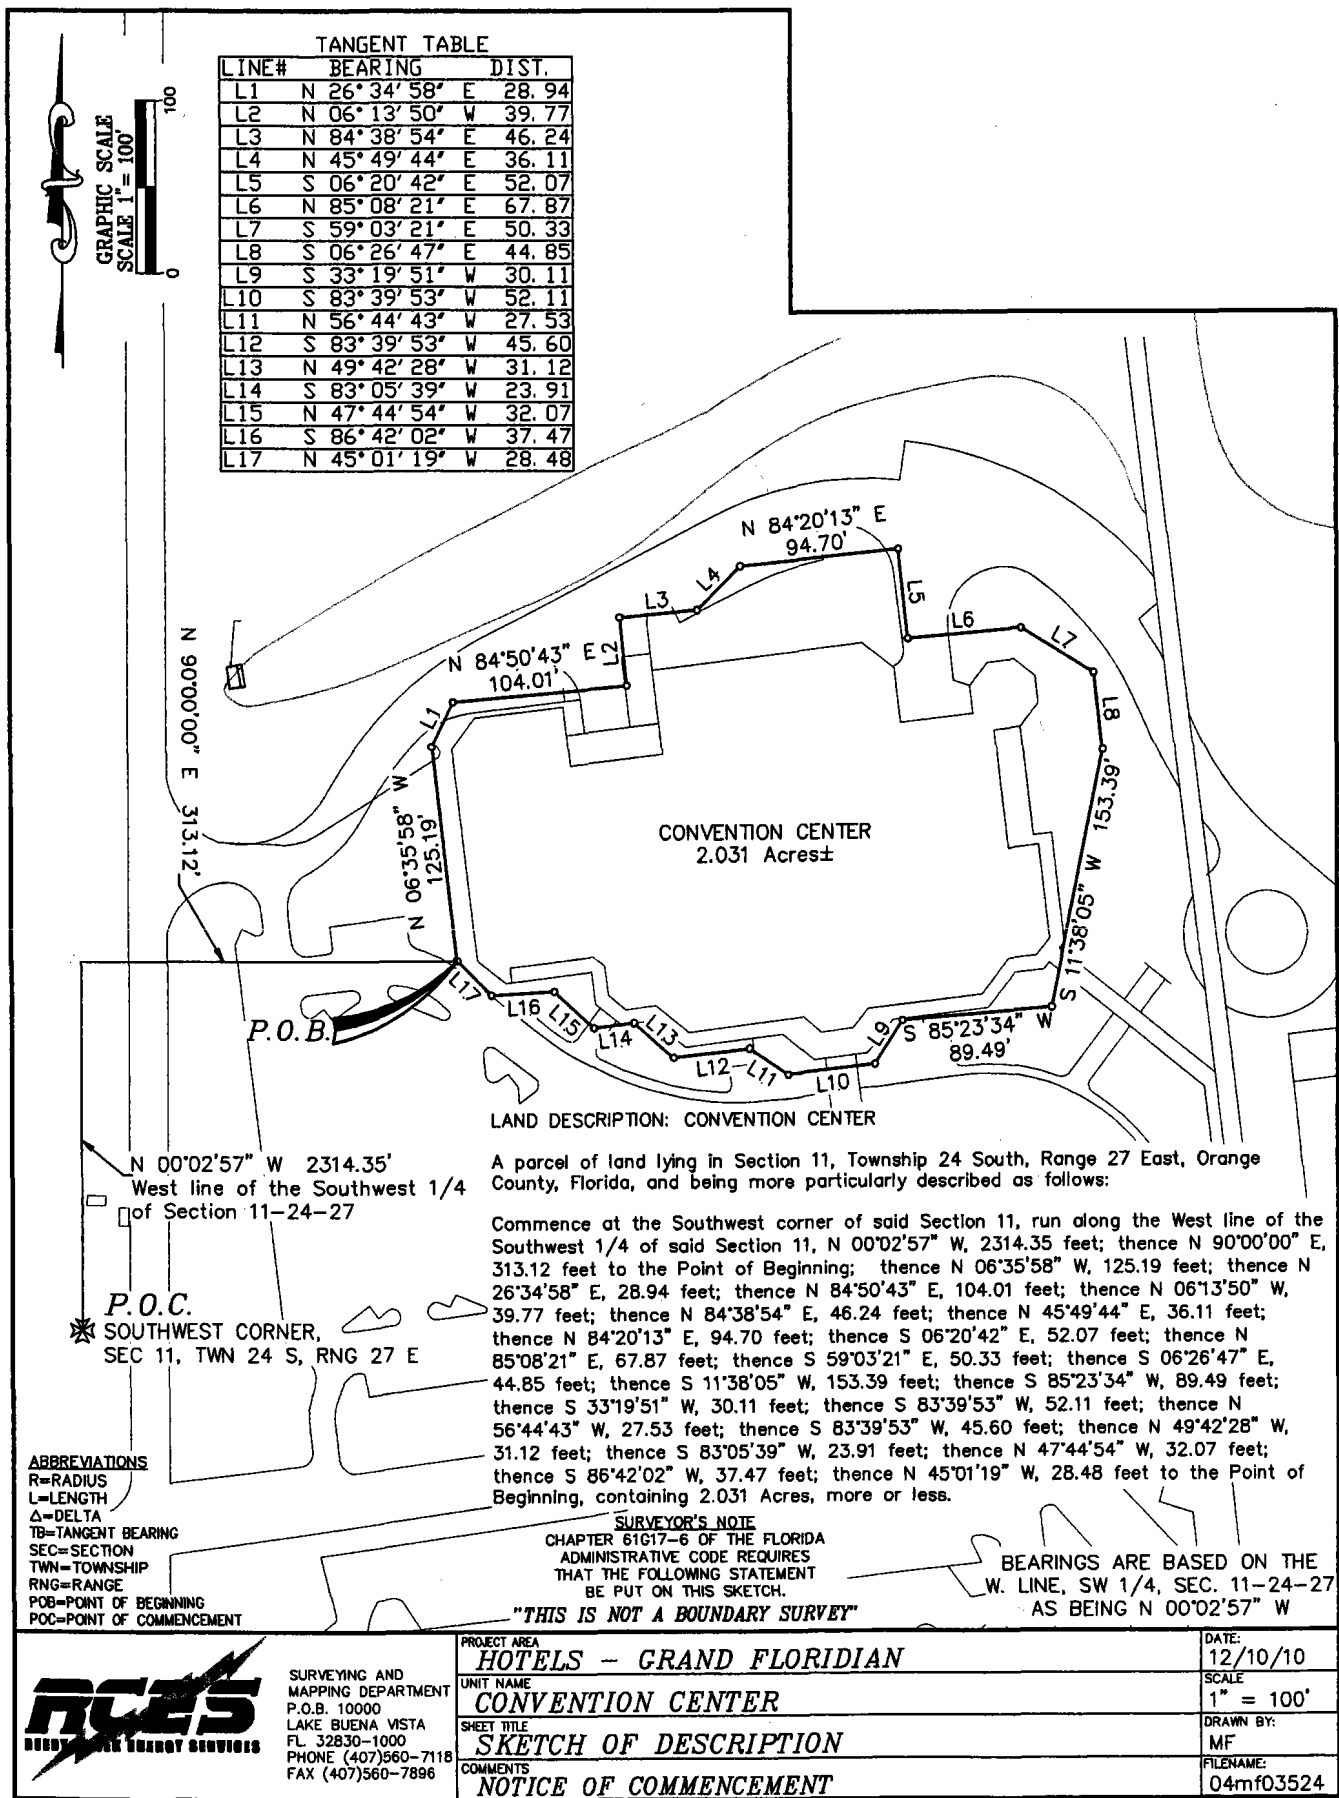 TANGENT TABLE
LINE# BEARING DIST.
L1 N 26° 34' 58" E 28.94
L2 N 06° 13' 50" W 39.77
L3 N 84° 38' 54" E 46.24
L4 N 45° 49' 44" E 36.11
L5 S 06° 20' 42" E 52.07
L6 N 85° 08' 21" E 67.87
L7 S 59° 03' 21" E 50.33
L8 S 06° 26' 47" E 44.85
L9 S 33° 19' 51" W 30.11
L10 S 83° 39' 53" W 52.11
L11 N 56° 44' 43" W 27.53
L12 S 83° 39' 53" W 45.60
L13 N 49° 42' 28" W 31.12
L14 S 83° 05' 39" W 23.91
L15 N 47° 44' 54" W 32.07
L16 S 86° 42' 02" W 37.47
L17 N 45° 01' 19" W 28.48
GRAPHIC SCALE
SCALE 1" = 100'
0
100
N 84°20'13" E
94.70'
L5
L4
L3
L6
L7
L2
N 84°50'43" E
104.01'
L1
L8
N 90°00'00" E 313.12'
N 06°35'58" W
125.19'
CONVENTION CENTER
2.031 Acres±
S 11°38'05" W 153.39'
P.O.B.
L17
L16
L15
L14
L13
L12
L11
L10
L9
S 85°23'34" W
89.49'
LAND DESCRIPTION: CONVENTION CENTER
N 00°02'57" W 2314.35'
West line of the Southwest 1/4
of Section 11-24-27
A parcel of land lying in Section 11, Township 24 South, Range 27 East, Orange
County, Florida, and being more particularly described as follows:
Commence at the Southwest corner of said Section 11, run along the West line of the
Southwest 1/4 of said Section 11, N 00°02'57" W, 2314.35 feet; thence N 90°00'00" E,
313.12 feet to the Point of Beginning; thence N 06°35'58" W, 125.19 feet; thence N
26°34'58" E, 28.94 feet; thence N 84°50'43" E, 104.01 feet; thence N 06°13'50" W,
39.77 feet; thence N 84°38'54" E, 46.24 feet; thence N 45°49'44" E, 36.11 feet;
thence N 84°20'13" E, 94.70 feet; thence S 06°20'42" E, 52.07 feet; thence N
85°08'21" E, 67.87 feet; thence S 59°03'21" E, 50.33 feet; thence S 06°26'47" E,
44.85 feet; thence S 11°38'05" W, 153.39 feet; thence S 85°23'34" W, 89.49 feet;
thence S 33°19'51" W, 30.11 feet; thence S 83°39'53" W, 52.11 feet; thence N
56°44'43" W, 27.53 feet; thence S 83°39'53" W, 45.60 feet; thence N 49°42'28" W,
31.12 feet; thence S 83°05'39" W, 23.91 feet; thence N 47°44'54" W, 32.07 feet;
thence S 86°42'02" W, 37.47 feet; thence N 45°01'19" W, 28.48 feet to the Point of
Beginning, containing 2.031 Acres, more or less.
P.O.C.
SOUTHWEST CORNER,
SEC 11, TWN 24 S, RNG 27 E
ABBREVIATIONS
R=RADIUS
L=LENGTH
Δ=DELTA
TB=TANGENT BEARING
SEC=SECTION
TWN=TOWNSHIP
RNG=RANGE
POB=POINT OF BEGINNING
POC=POINT OF COMMENCEMENT
SURVEYOR'S NOTE
CHAPTER 61G17-6 OF THE FLORIDA
ADMINISTRATIVE CODE REQUIRES
THAT THE FOLLOWING STATEMENT
BE PUT ON THIS SKETCH.
"THIS IS NOT A BOUNDARY SURVEY"
BEARINGS ARE BASED ON THE
W. LINE, SW 1/4, SEC. 11-24-27
AS BEING N 00°02'57" W
RCES
REEDY CREEK ENERGY SERVICES
SURVEYING AND
MAPPING DEPARTMENT
P.O.B. 10000
LAKE BUENA VISTA
FL. 32830-1000
PHONE (407)560-7118
FAX (407)560-7896
PROJECT AREA
HOTELS - GRAND FLORIDIAN
UNIT NAME
CONVENTION CENTER
SHEET TITLE
SKETCH OF DESCRIPTION
COMMENTS
NOTICE OF COMMENCEMENT
DATE:
12/10/10
SCALE
1" = 100'
DRAWN BY:
MF
FILENAME:
04mf03524